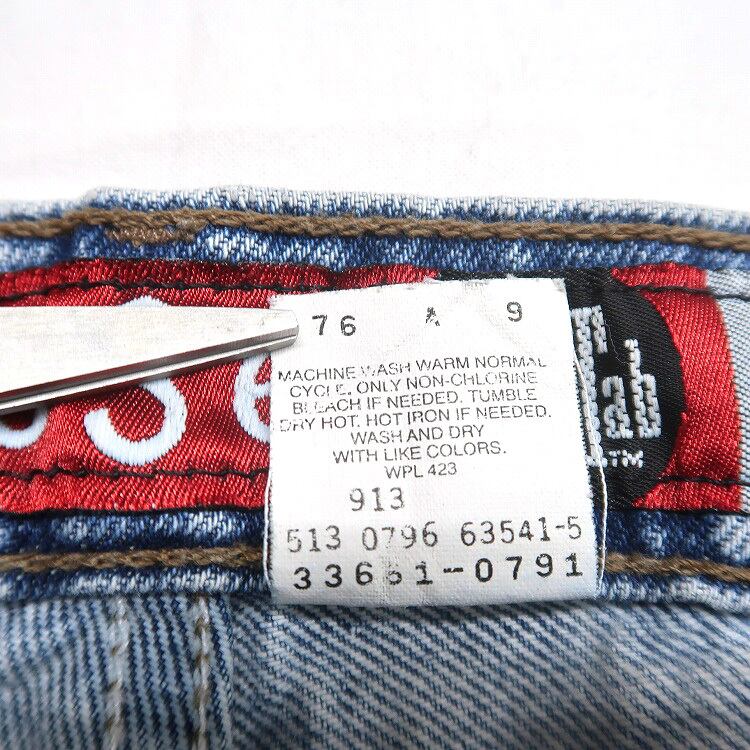 76 A 9
MACHINE WASH WARM NORMAL
CYCLE. ONLY NON-CHLORINE
BLEACH IF NEEDED. TUMBLE
DRY HOT. HOT IRON IF NEEDED.
WASH AND DRY
WITH LIKE COLORS.
WPL 423
913
513 0796 63541-5
33661-0791
TM